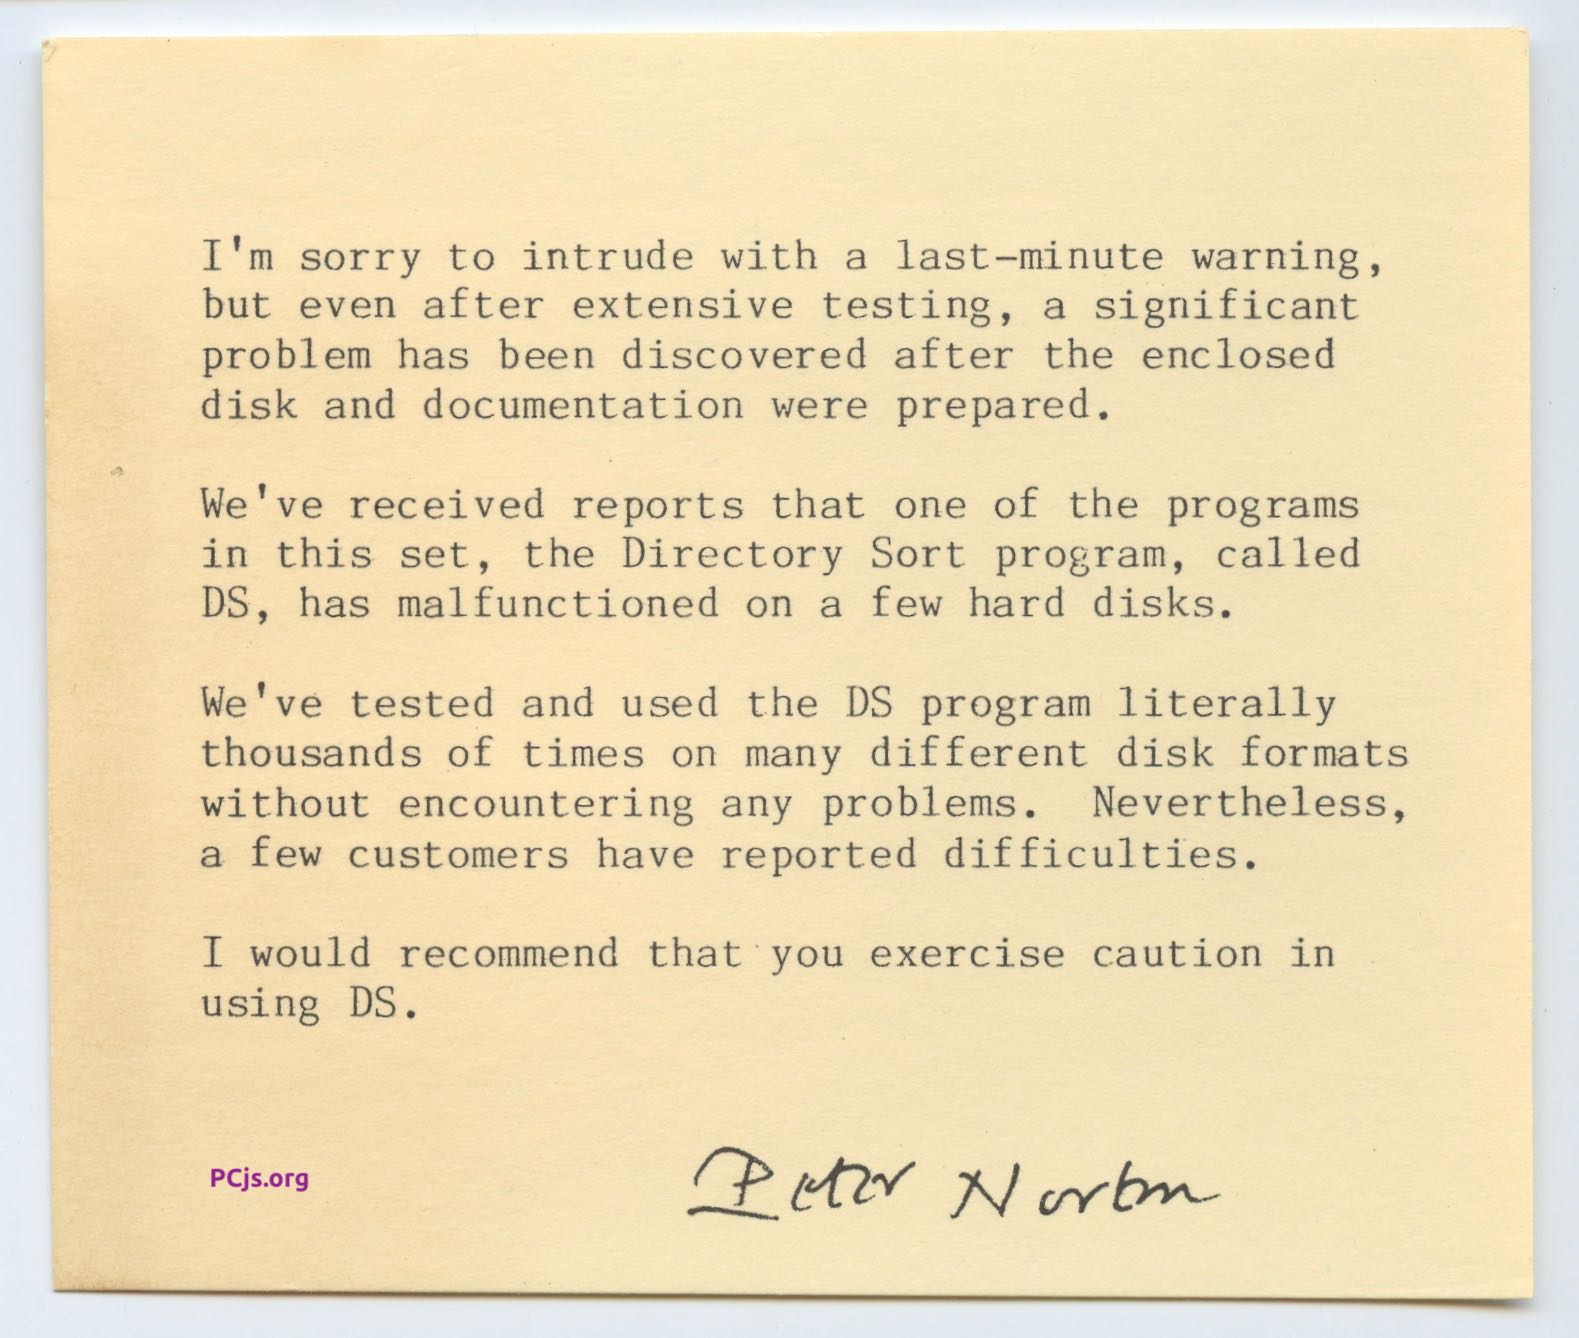 I'm sorry to intrude with a last-minute warning,
but even after extensive testing, a significant
problem has been discovered after the enclosed
disk and documentation were prepared.
We've received reports that one of the programs
in this set, the Directory Sort program, called
DS, has malfunctioned on a few hard disks.
We've tested and used the DS program literally
thousands of times on many different disk formats
without encountering any problems.  Nevertheless,
a few customers have reported difficulties.
I would recommend that you exercise caution in
using DS.
PCjs.org
Peter Norton